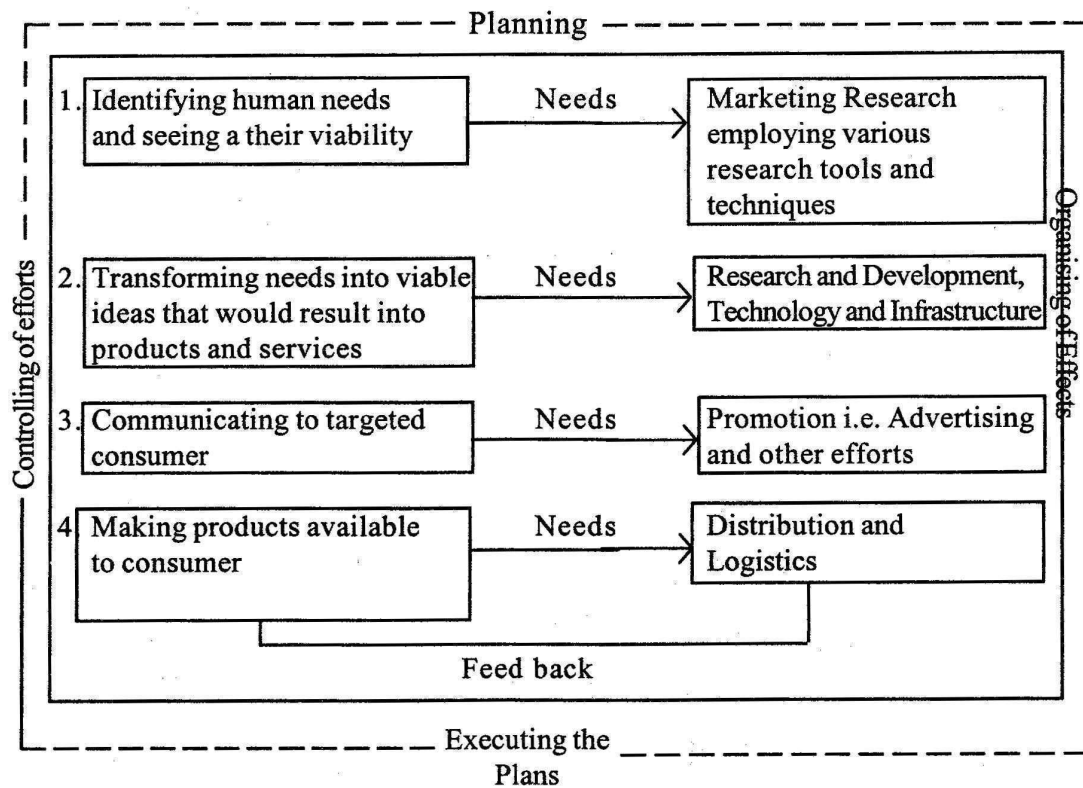 Planning
1. Identifying human needs
and seeing a their viability
Needs
Marketing Research
employing various
research tools and
techniques
2. Transforming needs into viable
ideas that would result into
products and services
Needs
Research and Development,
Technology and Infrastructure
3. Communicating to targeted
consumer
Needs
Promotion i.e. Advertising
and other efforts
4. Making products available
to consumer
Needs
Distribution and
Logistics
Feed back
Controlling of efforts
Organising of Effects
Executing the
Plans